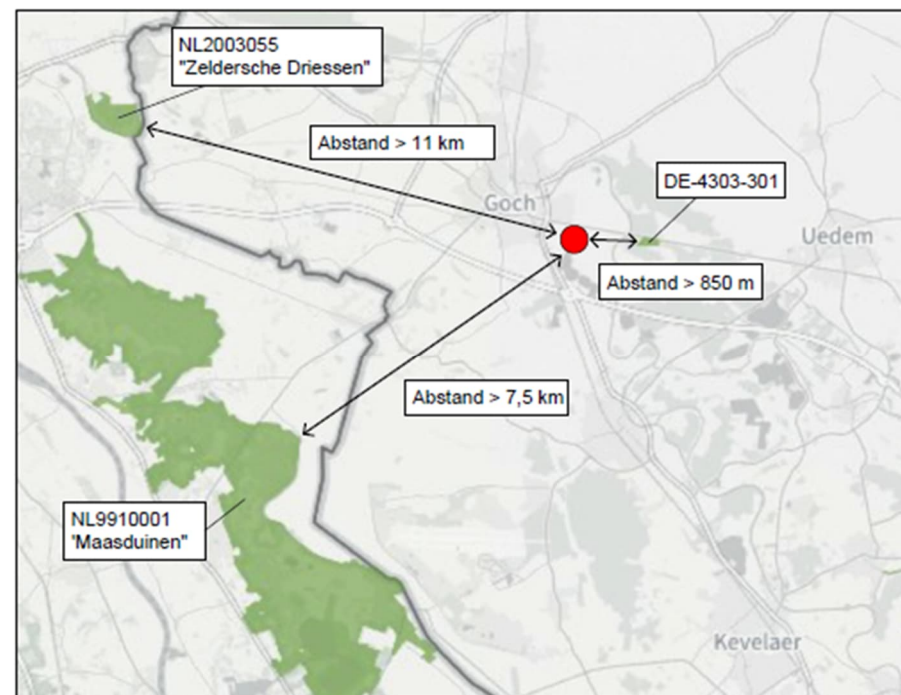 NL2003055
"Zeldersche Driessen"
Abstand > 11 km
DE-4303-301
Goch
Uedem
Abstand > 850 m
Abstand > 7,5 km
NL9910001
'Maasduinen"
Kevelaer